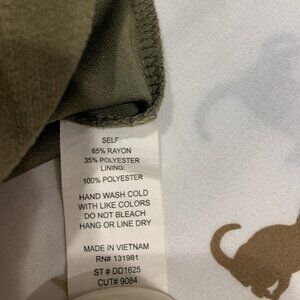 SELF:
65% RAYON
35% POLYESTER
LINING:
100% POLYESTER
HAND WASH COLD
WITH LIKE COLORS
DO NOT BLEACH
HANG OR LINE DRY
MADE IN VIETNAM
RN# 131981
ST # DD1625
CUT# 9084